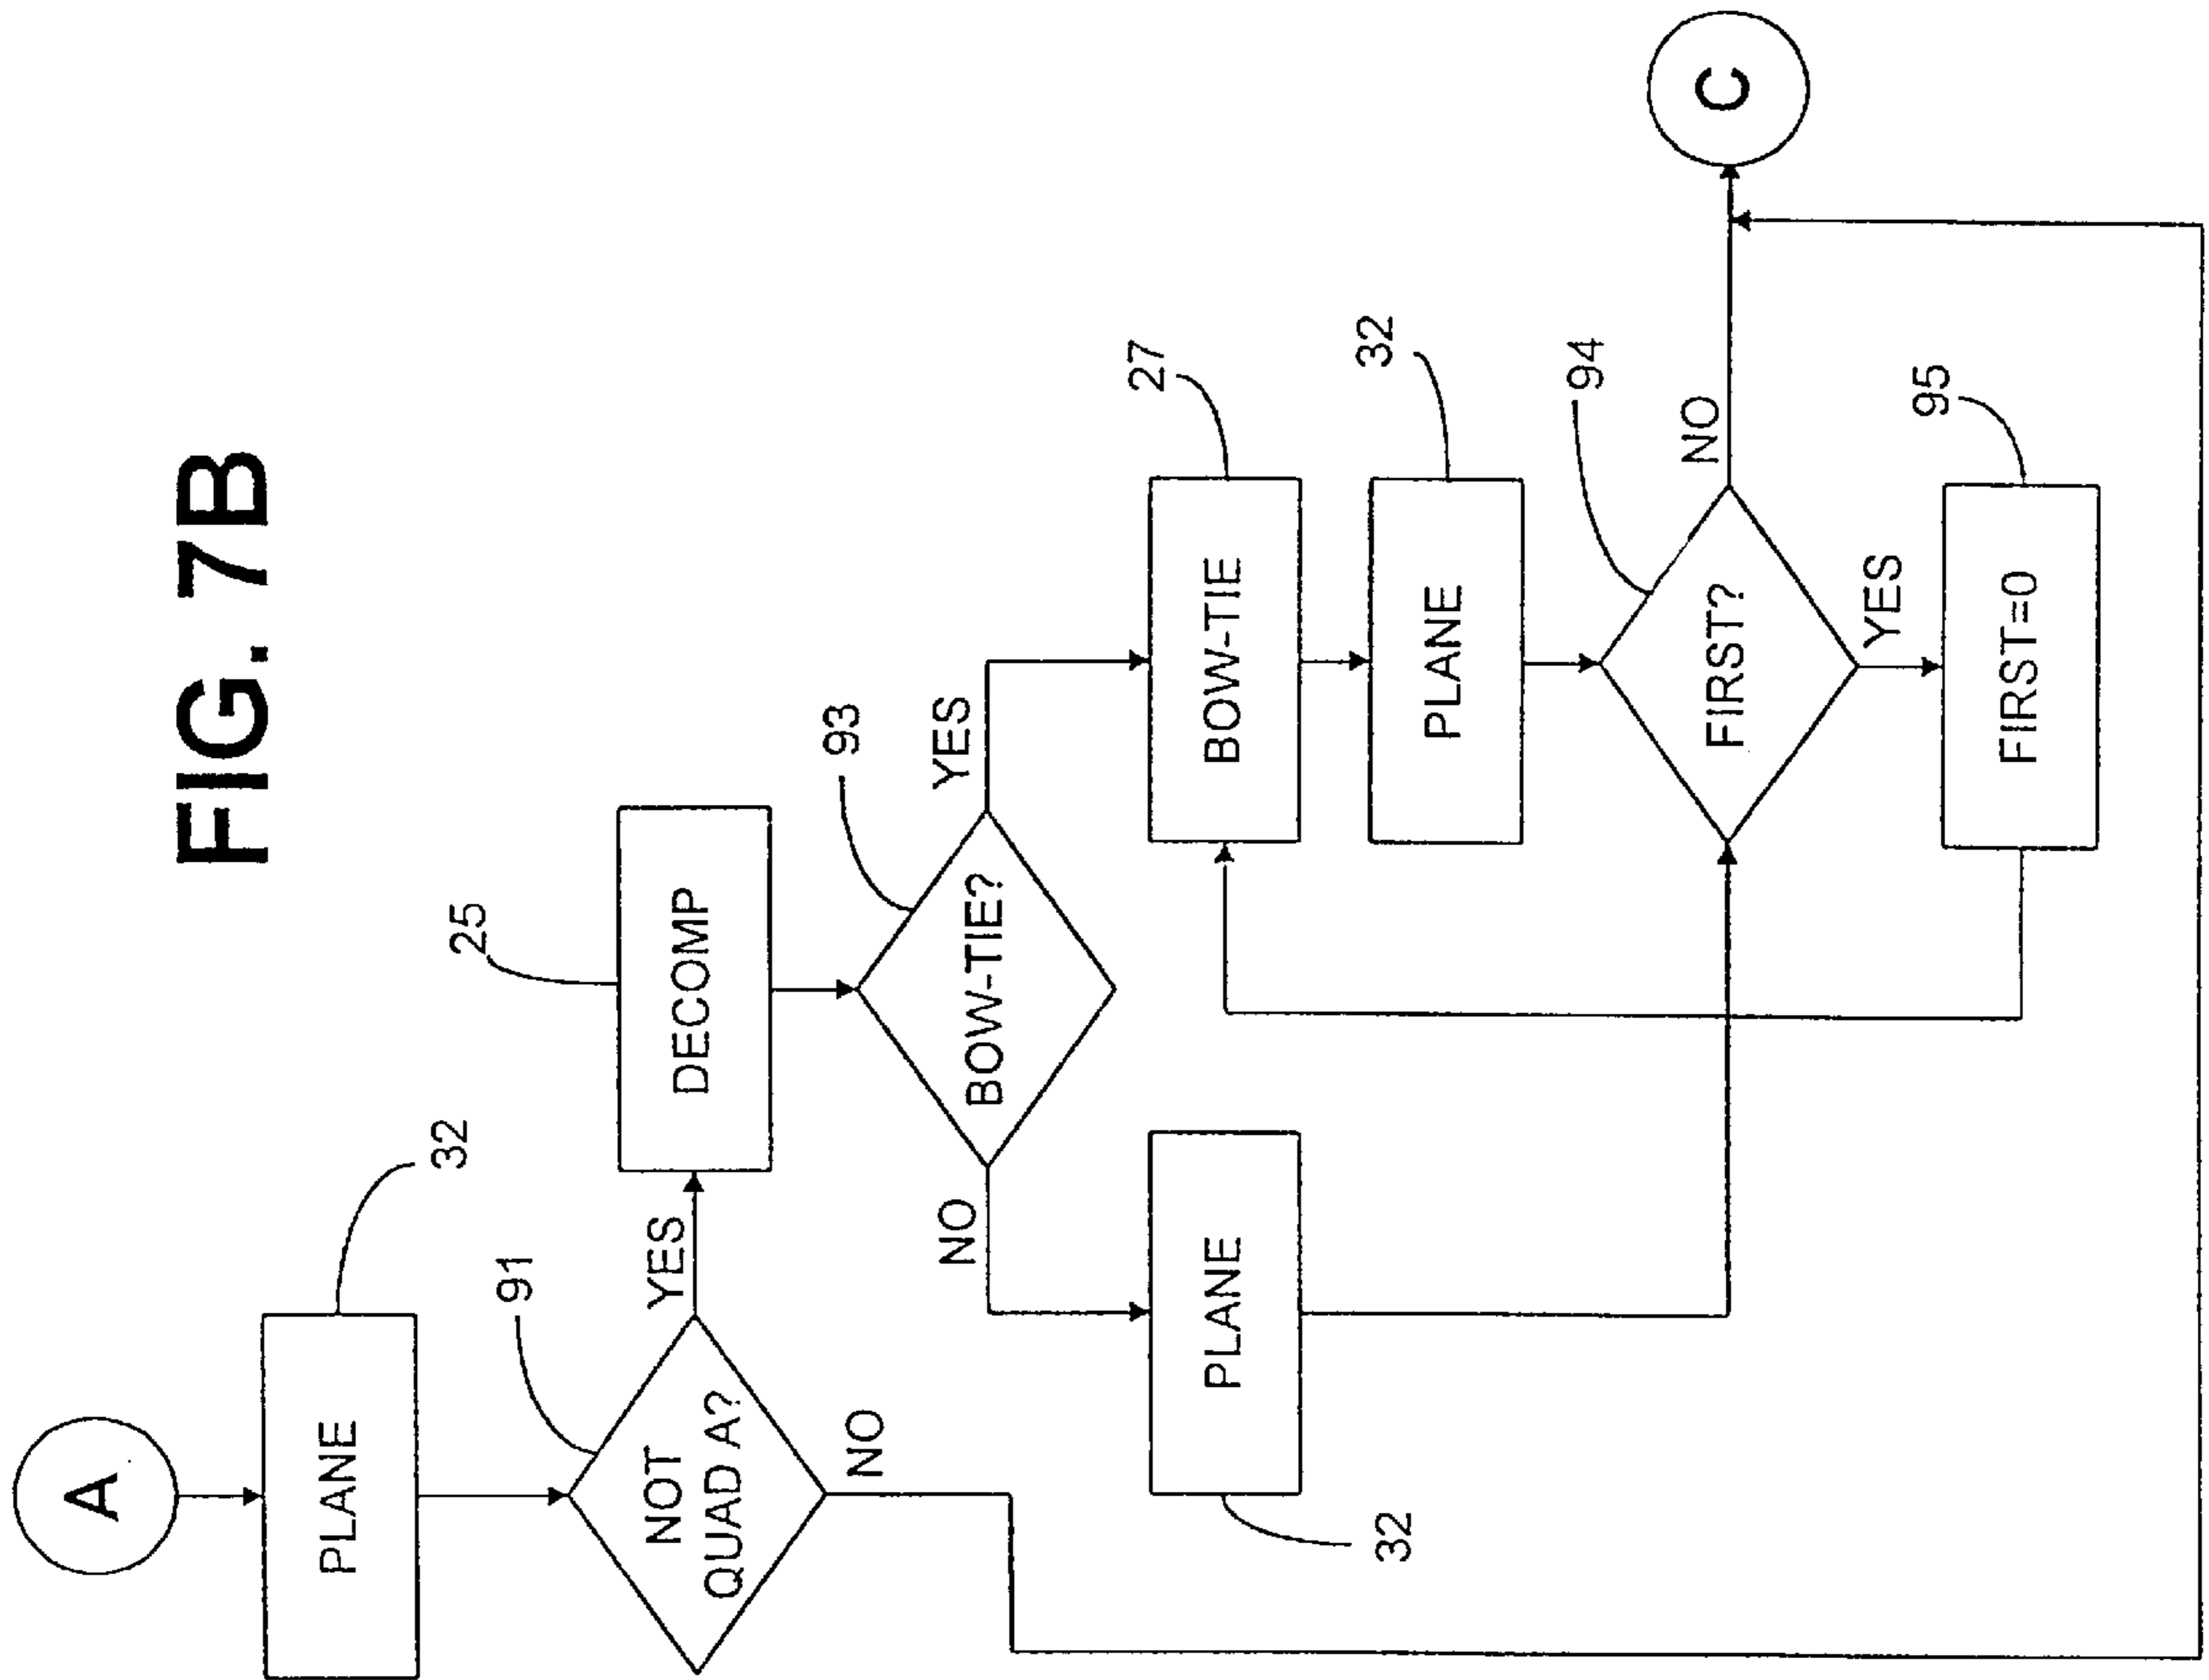 FIG. 7B
A
PLANE
32
NOT
QUAD A?
91
YES
NO
DECOMP
25
BOW-TIE?
93
NO
YES
PLANE
32
BOW-TIE
27
PLANE
32
FIRST?
94
NO
YES
FIRST=0
95
C